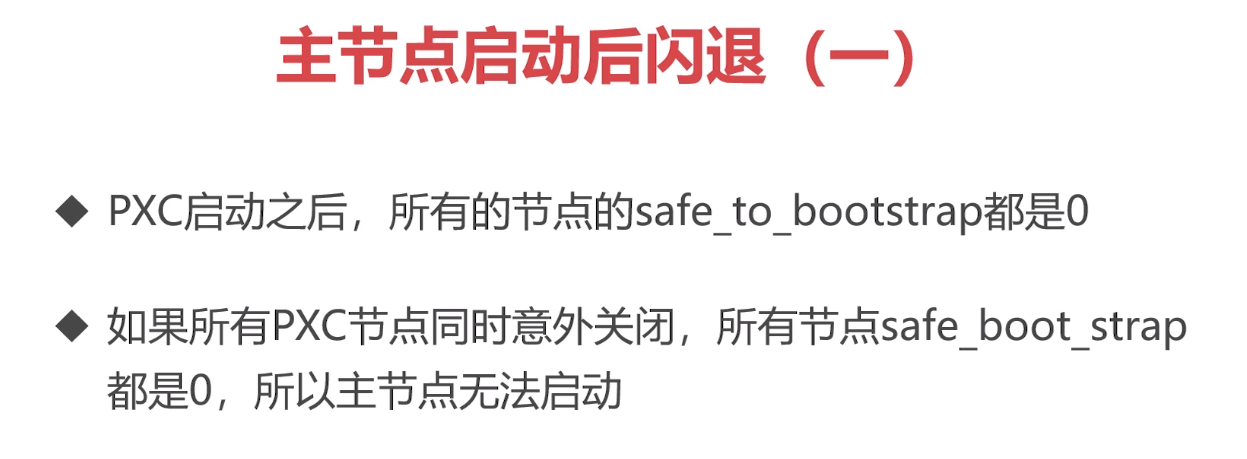 主节点启动后闪退（一）
◆ PXC启动之后，所有的节点的safe_to_bootstrap都是0
◆ 如果所有PXC节点同时意外关闭，所有节点safe_boot_strap
都是0，所以主节点无法启动